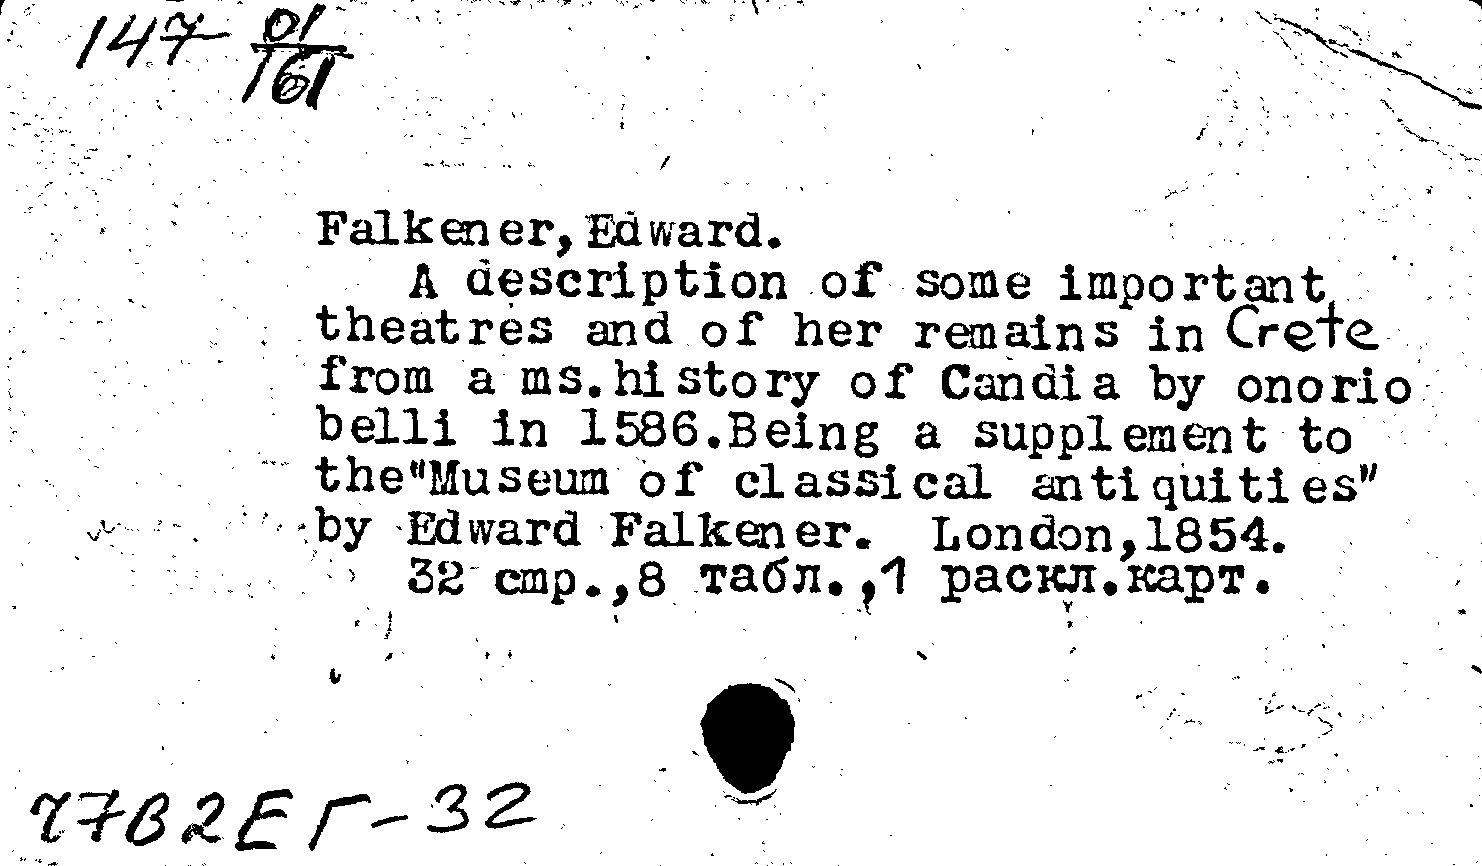 147 01/161
Falkener,Edward.
A description of some important
theatres and of her remains in Crete
from a ms.history of Candia by onorio
belli in 1586.Being a supplement to
the"Museum of classical antiquities"
by Edward Falkener. London,1854.
32 стр.,8 табл.,1 раскл.карт.
77В2ЕГ-32